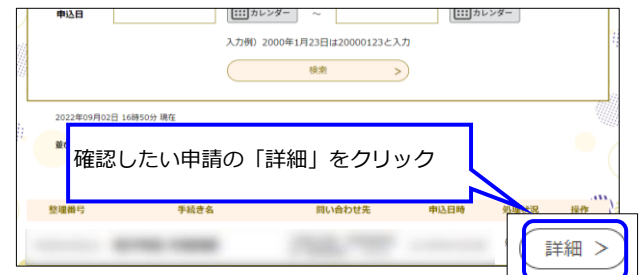 申込日
カレンダー ～ カレンダー
入力例）2000年1月23日は20000123と入力
検索 >
2022年09月02日 16時50分 現在
確認したい申請の「詳細」をクリック
整理番号 手続き名 問い合わせ先 申込日時 処理状況 操作
詳細 >